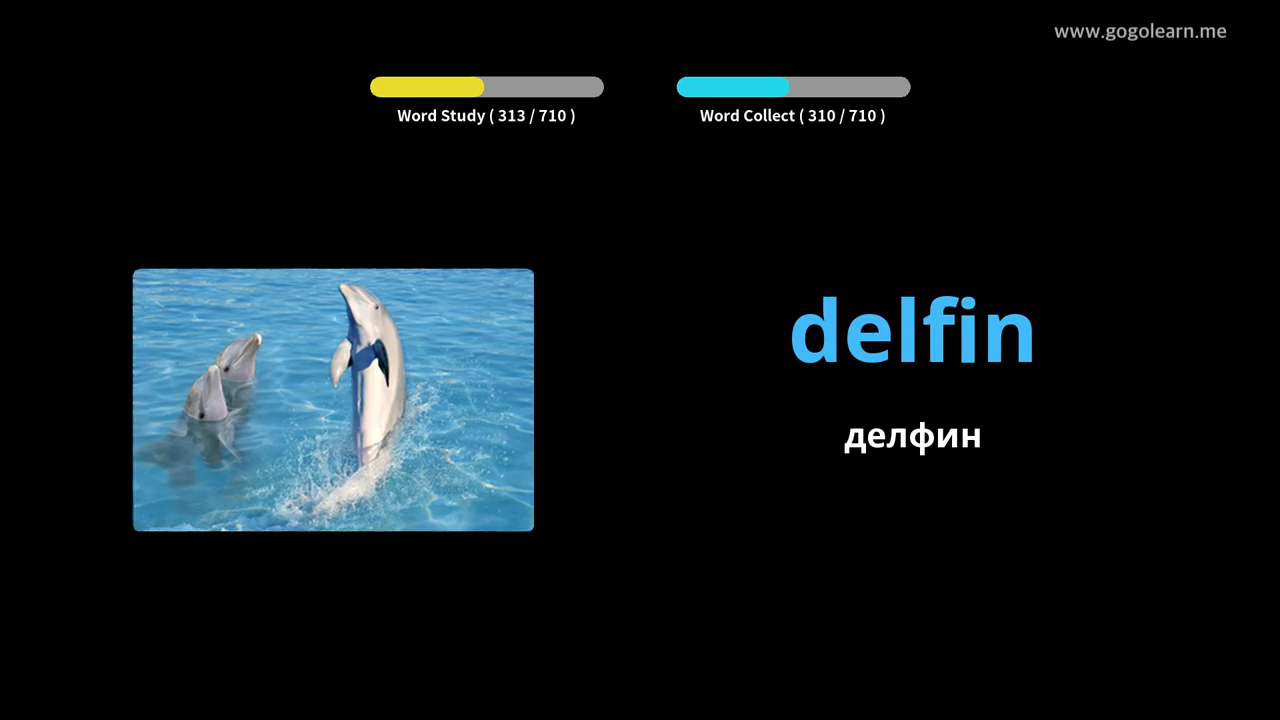 www.gogolearn.me
Word Study ( 313 / 710 )
Word Collect ( 310 / 710 )
delfin
делфин